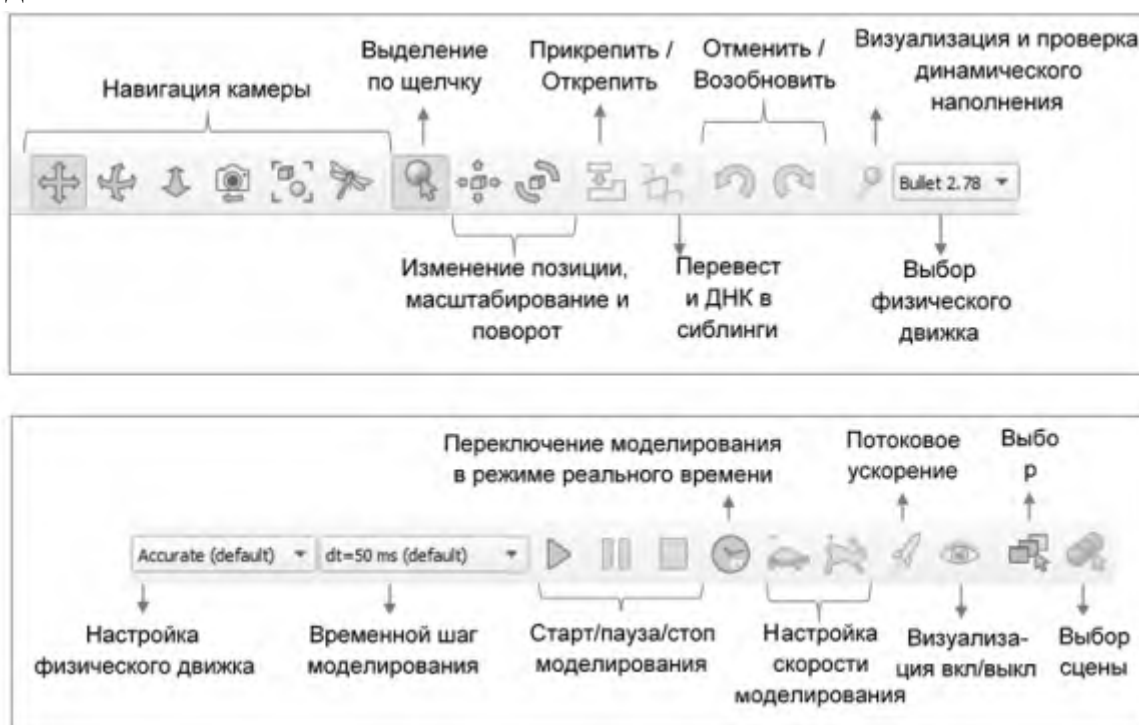 Навигация камеры
Выделение
по щелчку
Прикрепить /
Открепить
Отменить /
Возобновить
Визуализация и проверка
динамического
наполнения
Bullet 2.78
Изменение позиции,
масштабирование и
поворот
Перевест
и ДНК в
сиблинги
Выбор
физического
движка
Переключение моделирования
в режиме реального времени
Потоковое
ускорение
Выбо
р
Accurate (default)
dt=50 ms (default)
Настройка
физического движка
Временной шаг
моделирования
Старт/пауза/стоп
моделирования
Настройка
скорости
моделирования
Визуализа-
ция вкл/выкл
Выбор
сцены